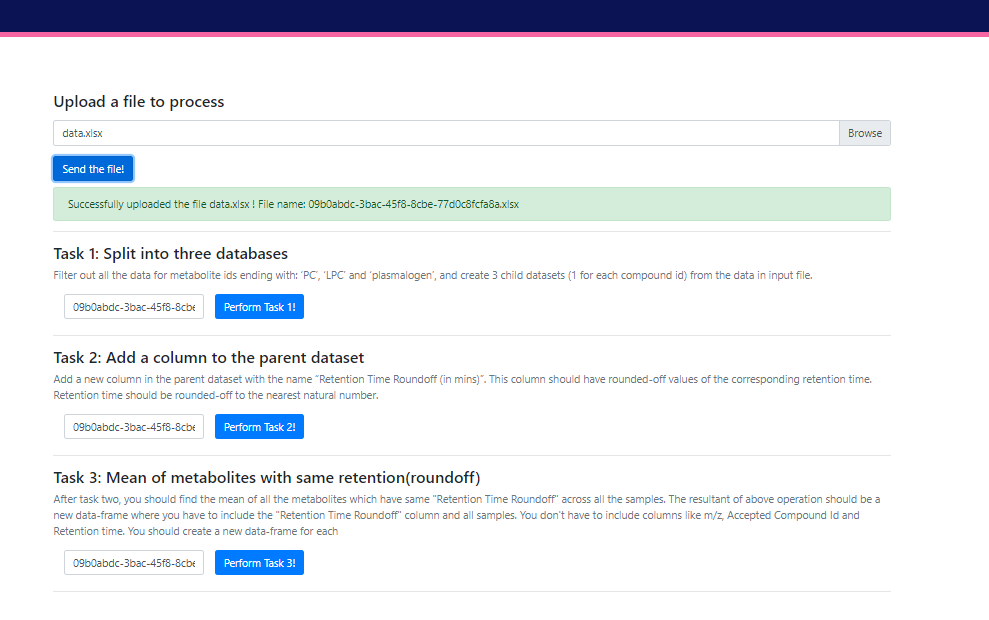 Upload a file to process
data.xlsx
Browse
Send the file!
Successfully uploaded the file data.xlsx ! File name: 09b0abdc-3bac-45f8-8cbe-77d0c8fcfa8a.xlsx
Task 1: Split into three databases
Filter out all the data for metabolite ids ending with: 'PC', 'LPC' and 'plasmalogen', and create 3 child datasets (1 for each compound id) from the data in input file.
09b0abdc-3bac-45f8-8cbe
Perform Task 1!
Task 2: Add a column to the parent dataset
Add a new column in the parent dataset with the name “Retention Time Roundoff (in mins)”. This column should have rounded-off values of the corresponding retention time.
Retention time should be rounded-off to the nearest natural number.
09b0abdc-3bac-45f8-8cbe
Perform Task 2!
Task 3: Mean of metabolites with same retention(roundoff)
After task two, you should find the mean of all the metabolites which have same "Retention Time Roundoff" across all the samples. The resultant of above operation should be a
new data-frame where you have to include the "Retention Time Roundoff" column and all samples. You don't have to include columns like m/z, Accepted Compound Id and
Retention time. You should create a new data-frame for each
09b0abdc-3bac-45f8-8cbe
Perform Task 3!